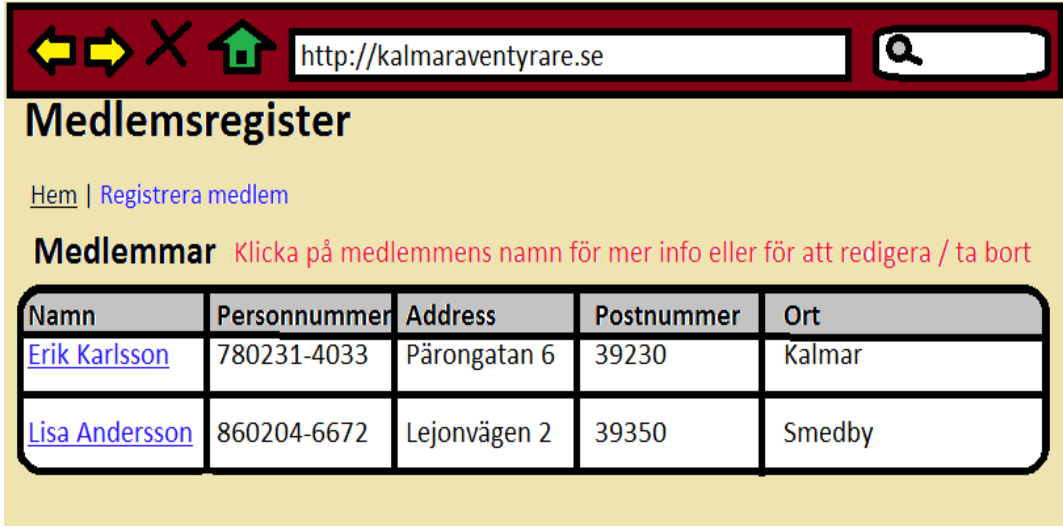 http://kalmaraventyrare.se
Medlemsregister
Hem | Registrera medlem
Medlemmar Klicka på medlemmens namn för mer info eller för att redigera / ta bort
Namn Personnummer Address Postnummer Ort
Erik Karlsson 780231-4033 Pärongatan 6 39230 Kalmar
Lisa Andersson 860204-6672 Lejonvägen 2 39350 Smedby